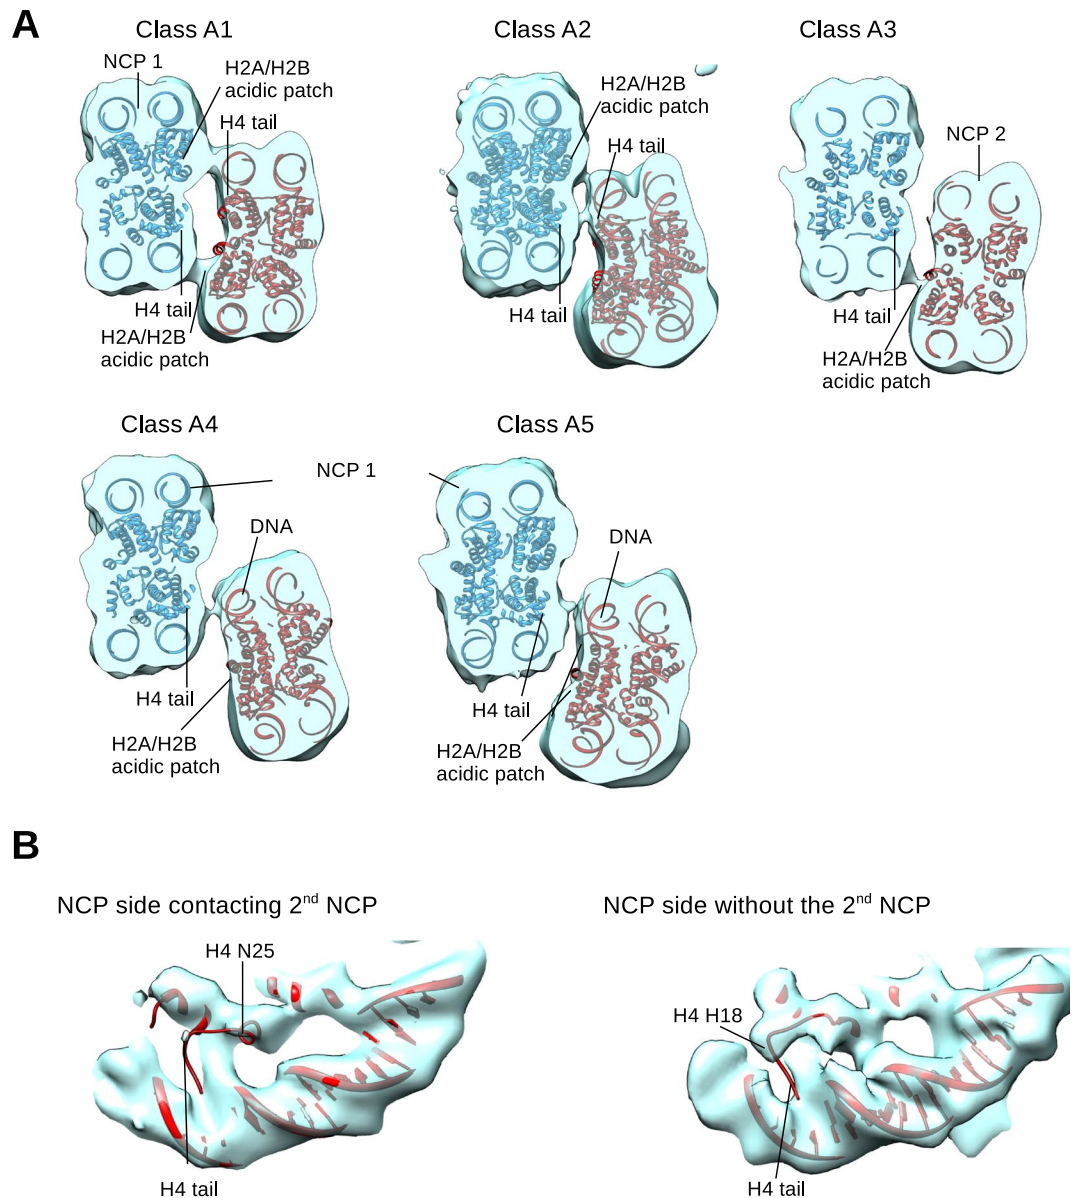 A
Class A1
Class A2
Class A3
NCP 1
H2A/H2B
acidic patch
H4 tail
H4 tail
H2A/H2B
acidic patch
H2A/H2B
acidic patch
H4 tail
H4 tail
NCP 2
H4 tail
H2A/H2B
acidic patch
Class A4
Class A5
NCP 1
DNA
H4 tail
H2A/H2B
acidic patch
DNA
H4 tail
H2A/H2B
acidic patch
B
NCP side contacting 2nd NCP
NCP side without the 2nd NCP
H4 N25
H4 tail
H4 H18
H4 tail